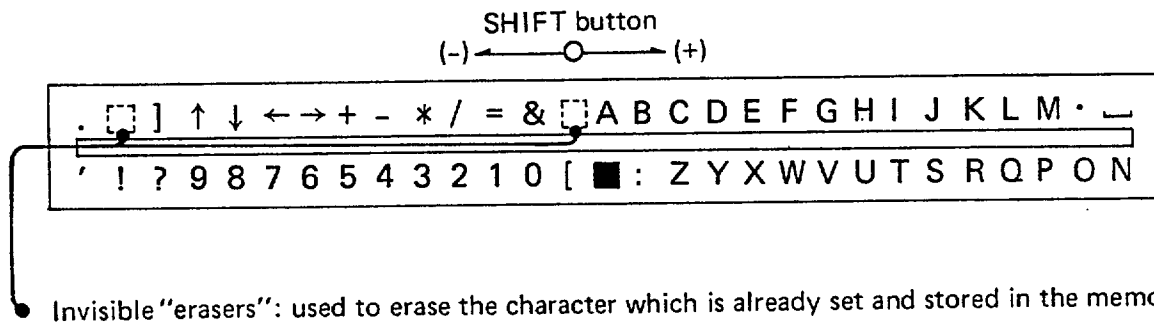 SHIFT button
(-) (+)
. ] ↑ ↓ ← → + - * / = & A B C D E F G H I J K L M · ⎵
' ! ? 9 8 7 6 5 4 3 2 1 0 [ ■ : Z Y X W V U T S R Q P O N
Invisible "erasers": used to erase the character which is already set and stored in the memo